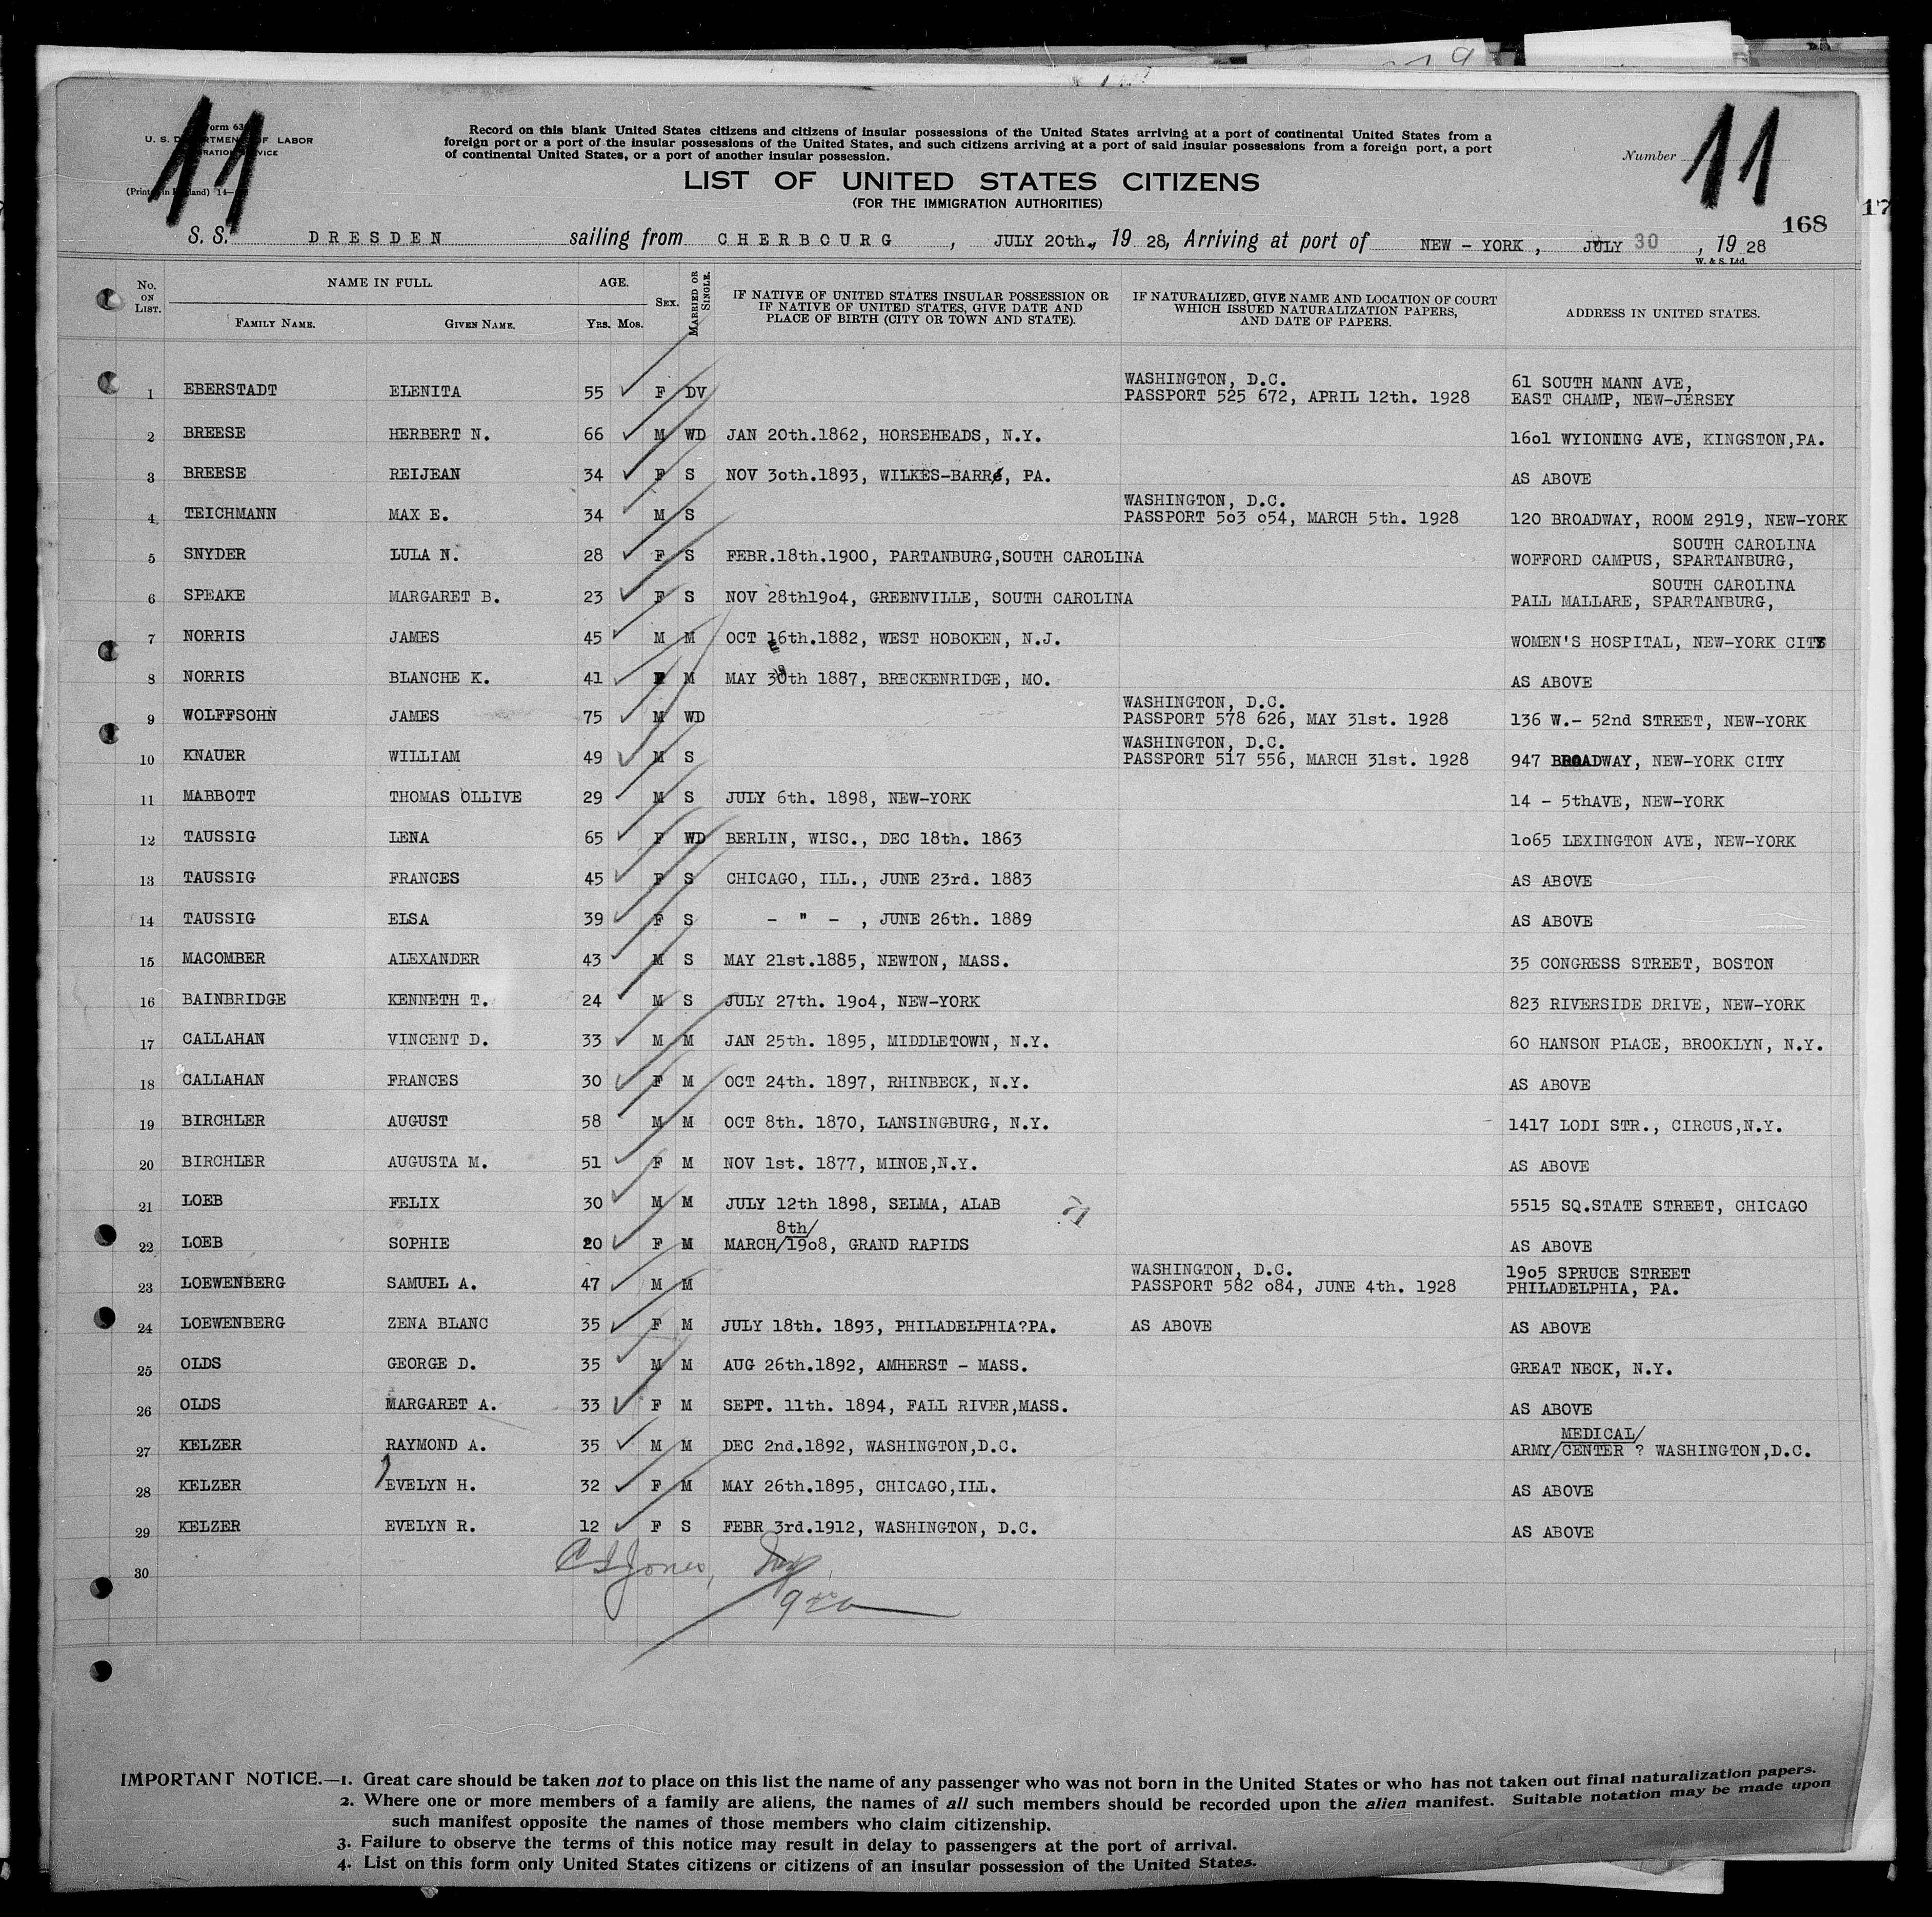 11
Form 63
U. S. DEPARTMENT OF LABOR
IMMIGRATION SERVICE
(Printed in England) 14—
Record on this blank United States citizens and citizens of insular possessions of the United States arriving at a port of continental United States from a
foreign port or a port of the insular possessions of the United States, and such citizens arriving at a port of said insular possessions from a foreign port, a port
of continental United States, or a port of another insular possession.
Number 11
LIST OF UNITED STATES CITIZENS
(FOR THE IMMIGRATION AUTHORITIES)
168
17
S. S. DRESDEN sailing from CHERBOURG, JULY 20th., 19 28, Arriving at port of NEW - YORK, JULY 30, 19 28
W. & S. Ltd.
No. ON LIST. NAME IN FULL. FAMILY NAME. GIVEN NAME. AGE. YRS. MOS. SEX. MARRIED OR SINGLE. IF NATIVE OF UNITED STATES INSULAR POSSESSION OR IF NATIVE OF UNITED STATES, GIVE DATE AND PLACE OF BIRTH (CITY OR TOWN AND STATE). IF NATURALIZED, GIVE NAME AND LOCATION OF COURT WHICH ISSUED NATURALIZATION PAPERS, AND DATE OF PAPERS. ADDRESS IN UNITED STATES.
1 EBERSTADT ELENITA 55 F DV WASHINGTON, D.C. PASSPORT 525 672, APRIL 12th. 1928 61 SOUTH MANN AVE, EAST CHAMP, NEW-JERSEY
2 BREESE HERBERT N. 66 M WD JAN 20th.1862, HORSEHEADS, N.Y. 16o1 WYIONING AVE, KINGSTON,PA.
3 BREESE REIJEAN 34 F S NOV 3oth.1893, WILKES-BARRé, PA. AS ABOVE
4 TEICHMANN MAX E. 34 M S WASHINGTON, D.C. PASSPORT 5o3 o54, MARCH 5th. 1928 120 BROADWAY, ROOM 2919, NEW-YORK
5 SNYDER LULA N. 28 F S FEBR.18th.1900, PARTANBURG,SOUTH CAROLINA WOFFORD CAMPUS, SPARTANBURG, SOUTH CAROLINA
6 SPEAKE MARGARET B. 23 F S NOV 28th19o4, GREENVILLE, SOUTH CAROLINA PALL MALLARE, SPARTANBURG, SOUTH CAROLINA
7 NORRIS JAMES 45 M M OCT 16th.1882, WEST HOBOKEN, N.J. WOMEN'S HOSPITAL, NEW-YORK CITY
8 NORRIS BLANCHE K. 41 F M MAY 30th 1887, BRECKENRIDGE, MO. AS ABOVE
9 WOLFFSOHN JAMES 75 M WD WASHINGTON, D.C. PASSPORT 578 626, MAY 31st. 1928 136 W.- 52nd STREET, NEW-YORK
10 KNAUER WILLIAM 49 M S WASHINGTON, D.C. PASSPORT 517 556, MARCH 31st. 1928 947 BROADWAY, NEW-YORK CITY
11 MABBOTT THOMAS OLLIVE 29 M S JULY 6th. 1898, NEW-YORK 14 - 5thAVE, NEW-YORK
12 TAUSSIG LENA 65 F WD BERLIN, WISC., DEC 18th. 1863 1o65 LEXINGTON AVE, NEW-YORK
13 TAUSSIG FRANCES 45 F S CHICAGO, ILL., JUNE 23rd. 1883 AS ABOVE
14 TAUSSIG ELSA 39 F S - " - , JUNE 26th. 1889 AS ABOVE
15 MACOMBER ALEXANDER 43 M S MAY 21st.1885, NEWTON, MASS. 35 CONGRESS STREET, BOSTON
16 BAINBRIDGE KENNETH T. 24 M S JULY 27th. 19o4, NEW-YORK 823 RIVERSIDE DRIVE, NEW-YORK
17 CALLAHAN VINCENT D. 33 M M JAN 25th. 1895, MIDDLETOWN, N.Y. 60 HANSON PLACE, BROOKLYN, N.Y.
18 CALLAHAN FRANCES 30 F M OCT 24th. 1897, RHINBECK, N.Y. AS ABOVE
19 BIRCHLER AUGUST 58 M M OCT 8th. 1870, LANSINGBURG, N.Y. 1417 LODI STR., CIRCUS,N.Y.
20 BIRCHLER AUGUSTA M. 51 F M NOV 1st. 1877, MINOE,N.Y. AS ABOVE
21 LOEB FELIX 30 M M JULY 12th 1898, SELMA, ALAB 5515 SQ.STATE STREET, CHICAGO
22 LOEB SOPHIE 20 F M MARCH/8th/19o8, GRAND RAPIDS AS ABOVE
23 LOEWENBERG SAMUEL A. 47 M M WASHINGTON, D.C. PASSPORT 582 o84, JUNE 4th. 1928 19o5 SPRUCE STREET PHILADELPHIA, PA.
24 LOEWENBERG ZENA BLANC 35 F M JULY 18th. 1893, PHILADELPHIA?PA. AS ABOVE AS ABOVE
25 OLDS GEORGE D. 35 M M AUG 26th.1892, AMHERST - MASS. GREAT NECK, N.Y.
26 OLDS MARGARET A. 33 F M SEPT. 11th. 1894, FALL RIVER,MASS. AS ABOVE
27 KELZER RAYMOND A. 35 M M DEC 2nd.1892, WASHINGTON,D.C. ARMY/MEDICAL/CENTER ? WASHINGTON,D.C.
28 KELZER EVELYN H. 32 F M MAY 26th.1895, CHICAGO,ILL. AS ABOVE
29 KELZER EVELYN R. 12 F S FEBR 3rd.1912, WASHINGTON, D.C. AS ABOVE
30
Jones,
IMPORTANT NOTICE.—1. Great care should be taken not to place on this list the name of any passenger who was not born in the United States or who has not taken out final naturalization papers.
2. Where one or more members of a family are aliens, the names of all such members should be recorded upon the alien manifest. Suitable notation may be made upon
such manifest opposite the names of those members who claim citizenship.
3. Failure to observe the terms of this notice may result in delay to passengers at the port of arrival.
4. List on this form only United States citizens or citizens of an insular possession of the United States.